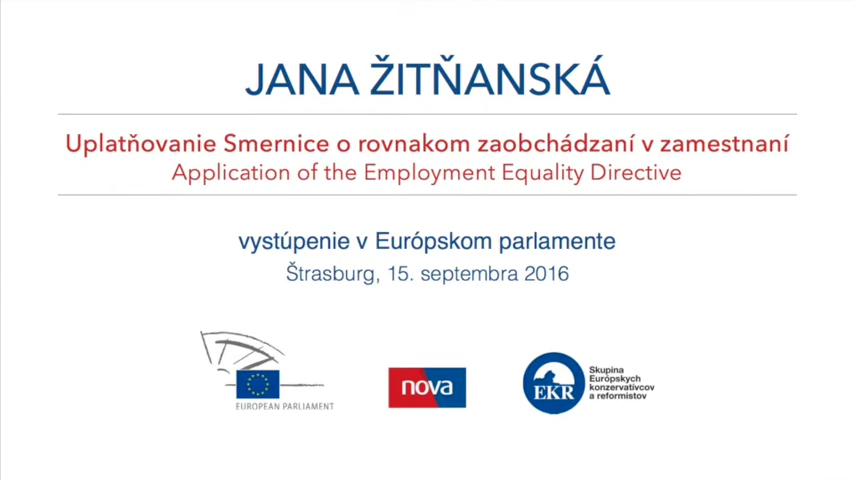 JANA ŽITŇANSKÁ
Uplatňovanie Smernice o rovnakom zaobchádzaní v zamestnaní
Application of the Employment Equality Directive
vystúpenie v Európskom parlamente
Štrasburg, 15. septembra 2016
EUROPEAN PARLIAMENT
nova
EKR
Skupina
Európskych
konzervatívcov
a reformistov